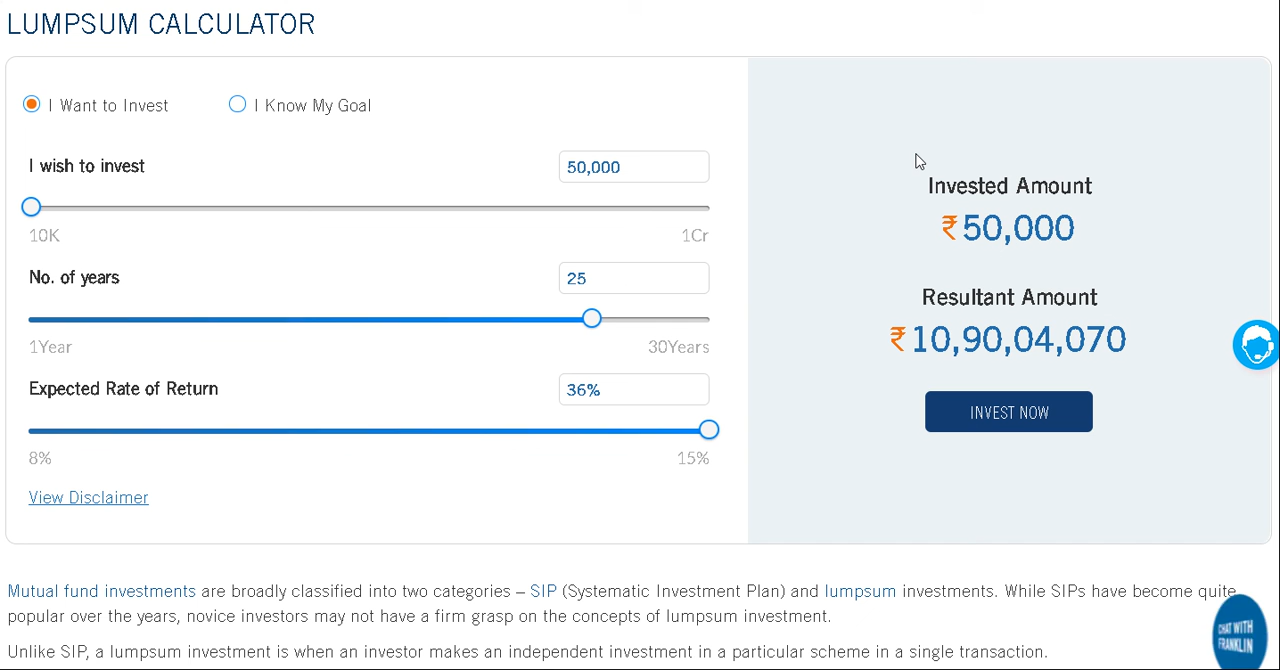 LUMPSUM CALCULATOR
I Want to Invest
I Know My Goal
I wish to invest
50,000
10K
1Cr
No. of years
25
1Year
30Years
Expected Rate of Return
36%
8%
15%
View Disclaimer
Invested Amount
₹50,000
Resultant Amount
₹10,90,04,070
INVEST NOW
Mutual fund investments are broadly classified into two categories – SIP (Systematic Investment Plan) and lumpsum investments. While SIPs have become quite
popular over the years, novice investors may not have a firm grasp on the concepts of lumpsum investment.
Unlike SIP, a lumpsum investment is when an investor makes an independent investment in a particular scheme in a single transaction.
CHAT WITH
FRANKLIN